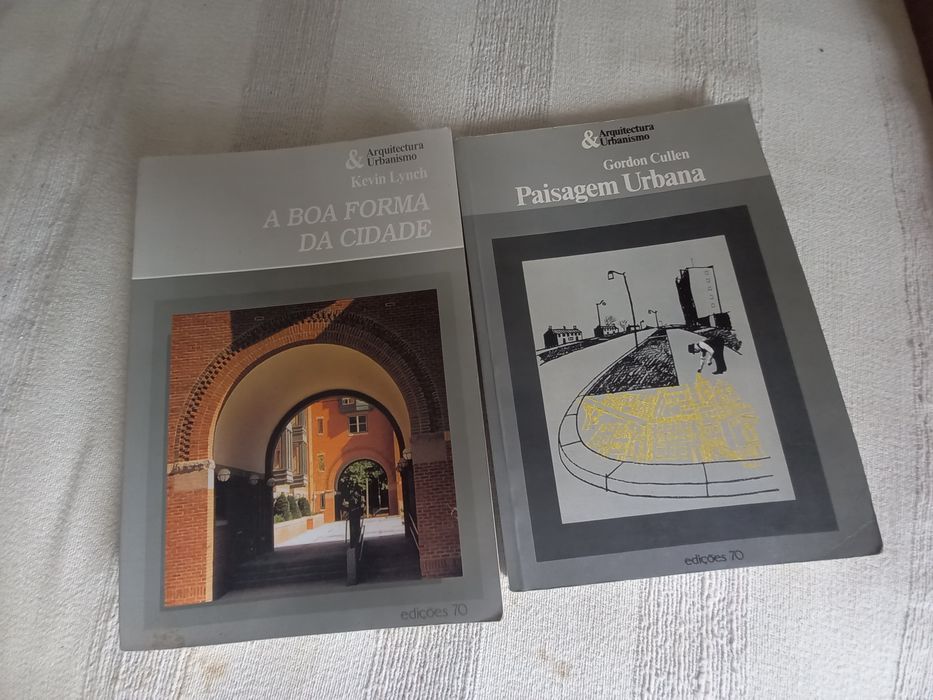 & Arquitectura
Urbanismo
Kevin Lynch
A BOA FORMA
DA CIDADE
edições 70
& Arquitectura
Urbanismo
Gordon Cullen
Paisagem Urbana
edições 70